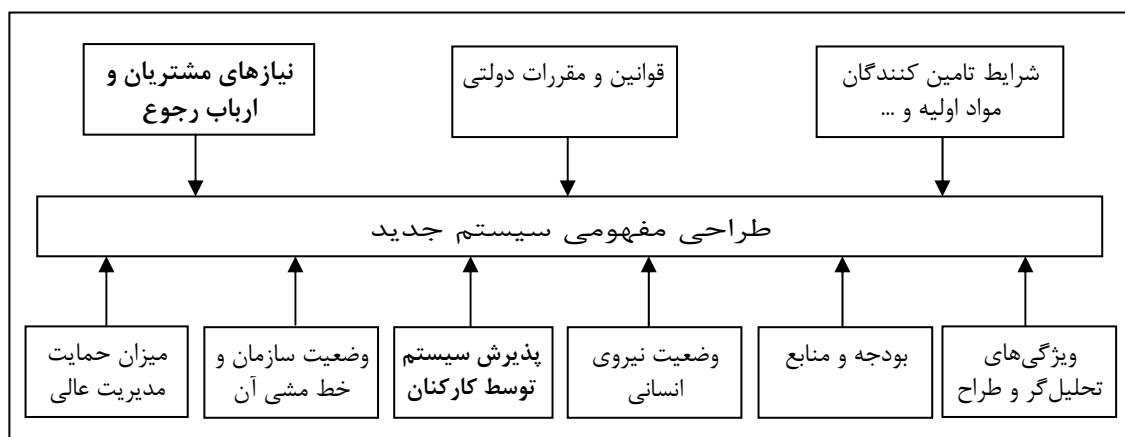 شرایط تامین کنندگان
مواد اولیه و ...
قوانین و مقررات دولتی
نیازهای مشتریان و
ارباب رجوع
طراحی مفهومی سیستم جدید
ویژگی‌های
تحلیل‌گر و طراح
بودجه و منابع
وضعیت نیروی
انسانی
پذیرش سیستم
توسط کارکنان
وضعیت سازمان و
خط مشی آن
میزان حمایت
مدیریت عالی